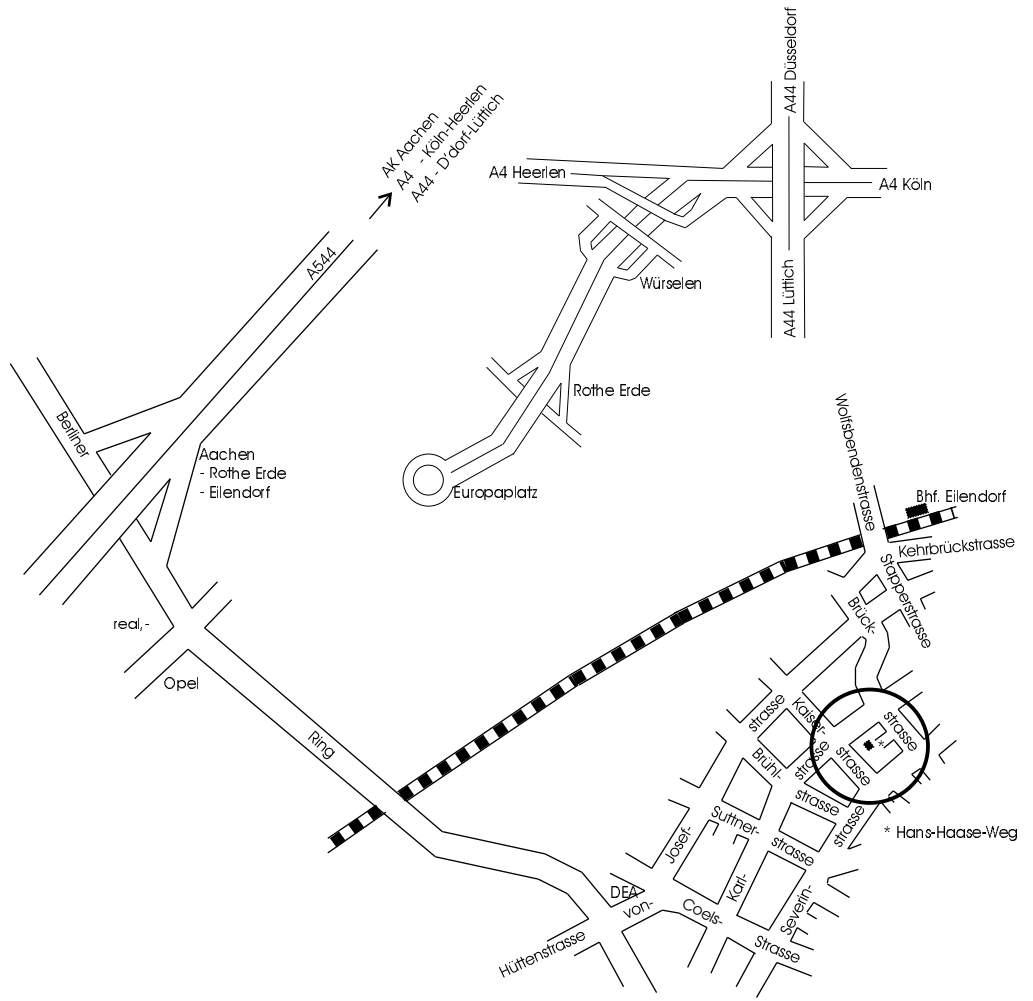 A44 Düsseldorf
AK Aachen
A4 - Köln-Heerlen
A44 - D'dorf-Lüttich
A4 Heerlen
A4 Köln
A544
A44 Lüttich
Würselen
Rothe Erde
Europaplatz
Berliner
Aachen
- Rothe Erde
- Eilendorf
Wolfsbendenstrasse
Bhf. Eilendorf
Kehrbrückstrasse
Stapperstrasse
Brück-
real,-
Opel
Ring
strasse
Kaiser-
strasse
strasse
*
Brühl-
strasse
strasse
strasse
Suttner-
strasse
* Hans-Haase-Weg
Josef-
Karl-
Severin-
DEA
von-
Coels-
Strasse
Hüttenstrasse